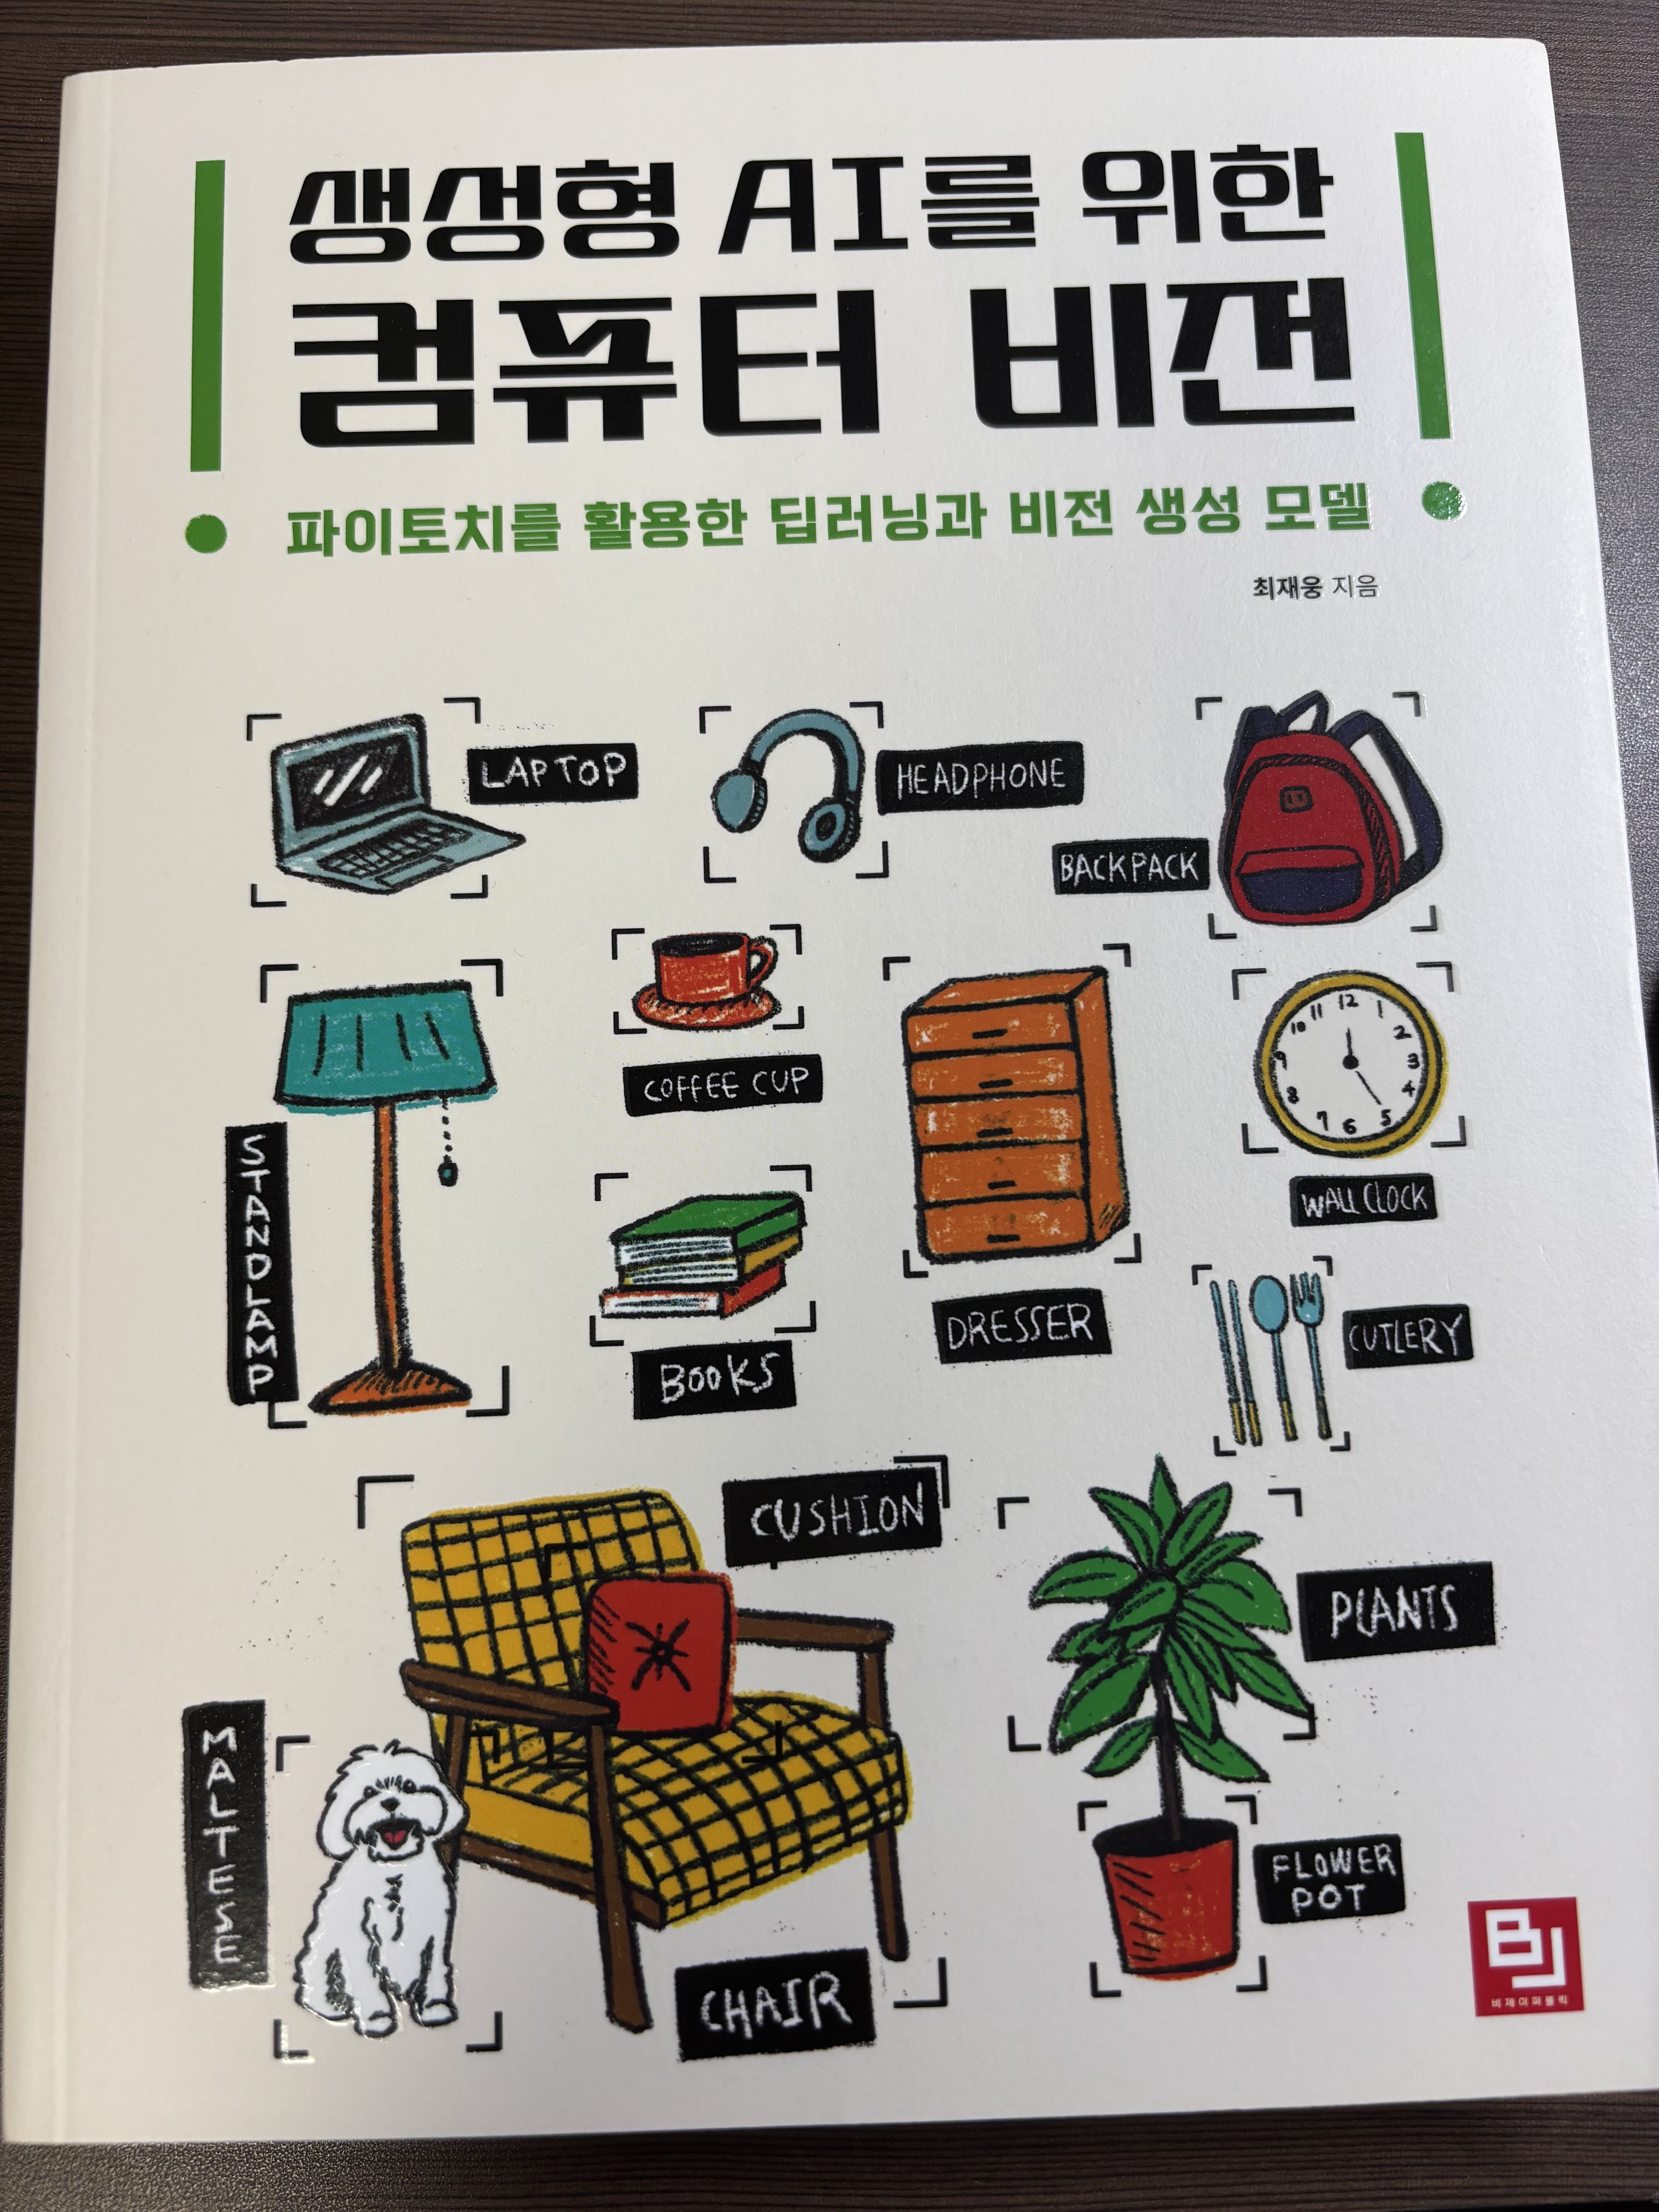 생성형 AI를 위한
컴퓨터 비전
파이토치를 활용한 딥러닝과 비전 생성 모델
최재웅 지음
LAPTOP
HEADPHONE
BACKPACK
COFFEE CUP
STANDLAMP
12
1
2
3
4
5
6
7
8
9
10
11
WALL CLOCK
BOOKS
DRESSER
CUTLERY
CUSHION
PLANTS
MALTESE
FLOWER
POT
CHAIR
BJ
비제이퍼블릭